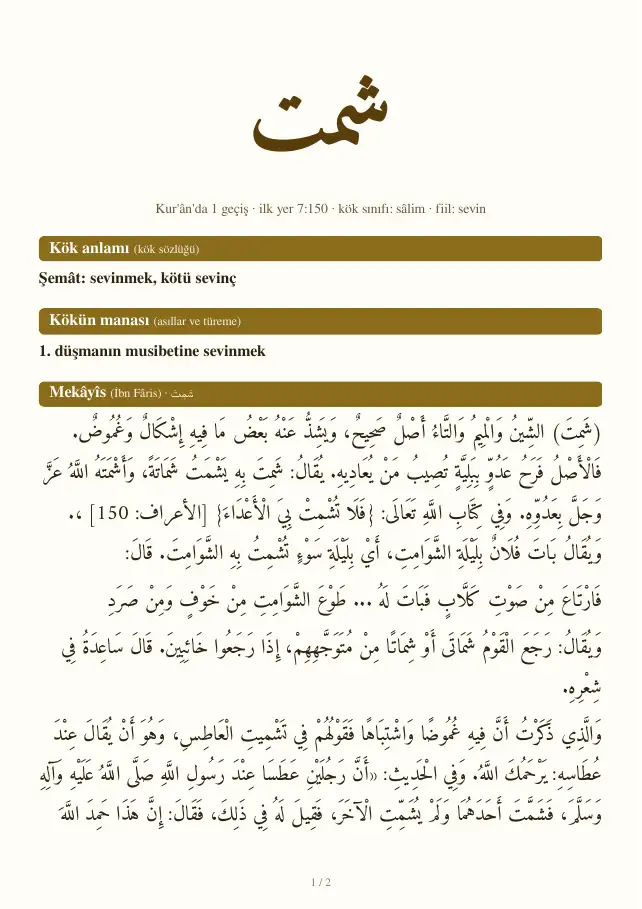 شمت
Kur'ân'da 1 geçiş · ilk yer 7:150 · kök sınıfı: sâlim · fiil: sevin
Kök anlamı (kök sözlüğü)
Şemât: sevinmek, kötü sevinç
Kökün manası (asıllar ve türeme)
1. düşmanın musibetine sevinmek
Mekâyîs (İbn Fâris) · شمت
(شَمِتَ) الشِّينُ وَالْمِيمُ وَالتَّاءُ أَصْلٌ صَحِيحٌ، وَيَشِذُّ عَنْهُ بَعْضُ مَا فِيهِ إِشْكَالٌ وَغُمُوضٌ.
فَالْأَصْلُ فَرَحُ عَدُوٍّ بِبَلِيَّةٍ تُصِيبُ مَنْ يُعَادِيهِ. يُقَالُ: شَمِتَ بِهِ يَشْمَتُ شَمَاتَةً، وَأَشْمَتَهُ اللَّهُ عَزَّ
وَجَلَّ بِعَدُوِّهِ. وَفِي كِتَابِ اللَّهِ تَعَالَى: {فَلَا تُشْمِتْ بِيَ الْأَعْدَاءَ} [الأعراف: 150] ،.
وَيُقَالُ بَاتَ فُلَانٌ بِلَيْلَةِ الشَّوَامِتِ، أَيْ بِلَيْلَةِ سَوْءٍ تُشْمِتُ بِهِ الشَّوَامِتَ. قَالَ:
فَارْتَاعَ مِنْ صَوْتِ كَلَّابٍ فَبَاتَ لَهُ ... طَوْعَ الشَّوَامِتِ مِنْ خَوْفٍ وَمِنْ صَرَدِ
وَيُقَالُ: رَجَعَ الْقَوْمُ شَمَاتَى أَوْ شِمَاتًا مِنْ مُتَوَجَّهِهِمْ، إِذَا رَجَعُوا خَائِبِينَ. قَالَ سَاعِدَةُ فِي
شِعْرِهِ.
وَالَّذِي ذَكَرْتُ أَنَّ فِيهِ غُمُوضًا وَاشْتِبَاهًا فَقَوْلُهُمْ فِي تَشْمِيتِ الْعَاطِسِ، وَهُوَ أَنْ يُقَالَ عِنْدَ
عُطَاسِهِ: يَرْحَمُكَ اللَّهُ. وَفِي الْحَدِيثِ: «أَنَّ رَجُلَيْنِ عَطَسَا عِنْدَ رَسُولِ اللَّهِ صَلَّى اللَّهُ عَلَيْهِ وَآلِهِ
وَسَلَّمَ، فَشَمَّتَ أَحَدَهُمَا وَلَمْ يُشَمِّتِ الْآخَرَ، فَقِيلَ لَهُ فِي ذَلِكَ، فَقَالَ: إِنَّ هَذَا حَمِدَ اللَّهَ
1 / 2